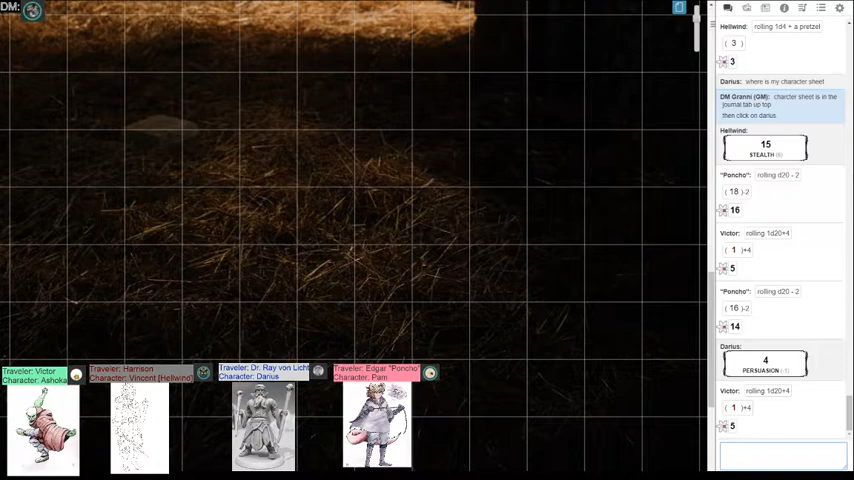 DM:
Hellwind: rolling 1d4 + a pretzel
( 3 )
3
Darius: where is my character sheet
DM Granni (GM): charcter sheet is in the
journal tab up top
then click on darius.
Hellwind:
15
STEALTH (6)
"Poncho": rolling d20 - 2
( 18 )-2
16
Victor: rolling 1d20+4
( 1 )+4
5
"Poncho": rolling d20 - 2
( 16 )-2
14
Darius:
4
PERSUASION (-1)
Victor: rolling 1d20+4
( 1 )+4
5
Traveler: Victor
Character: Ashoka
Traveler: Harrison
Character: Vincent [Hellwind]
Traveler: Dr. Ray von Licht
Character: Darius
Traveler: Edgar "Poncho"
Character: Pam